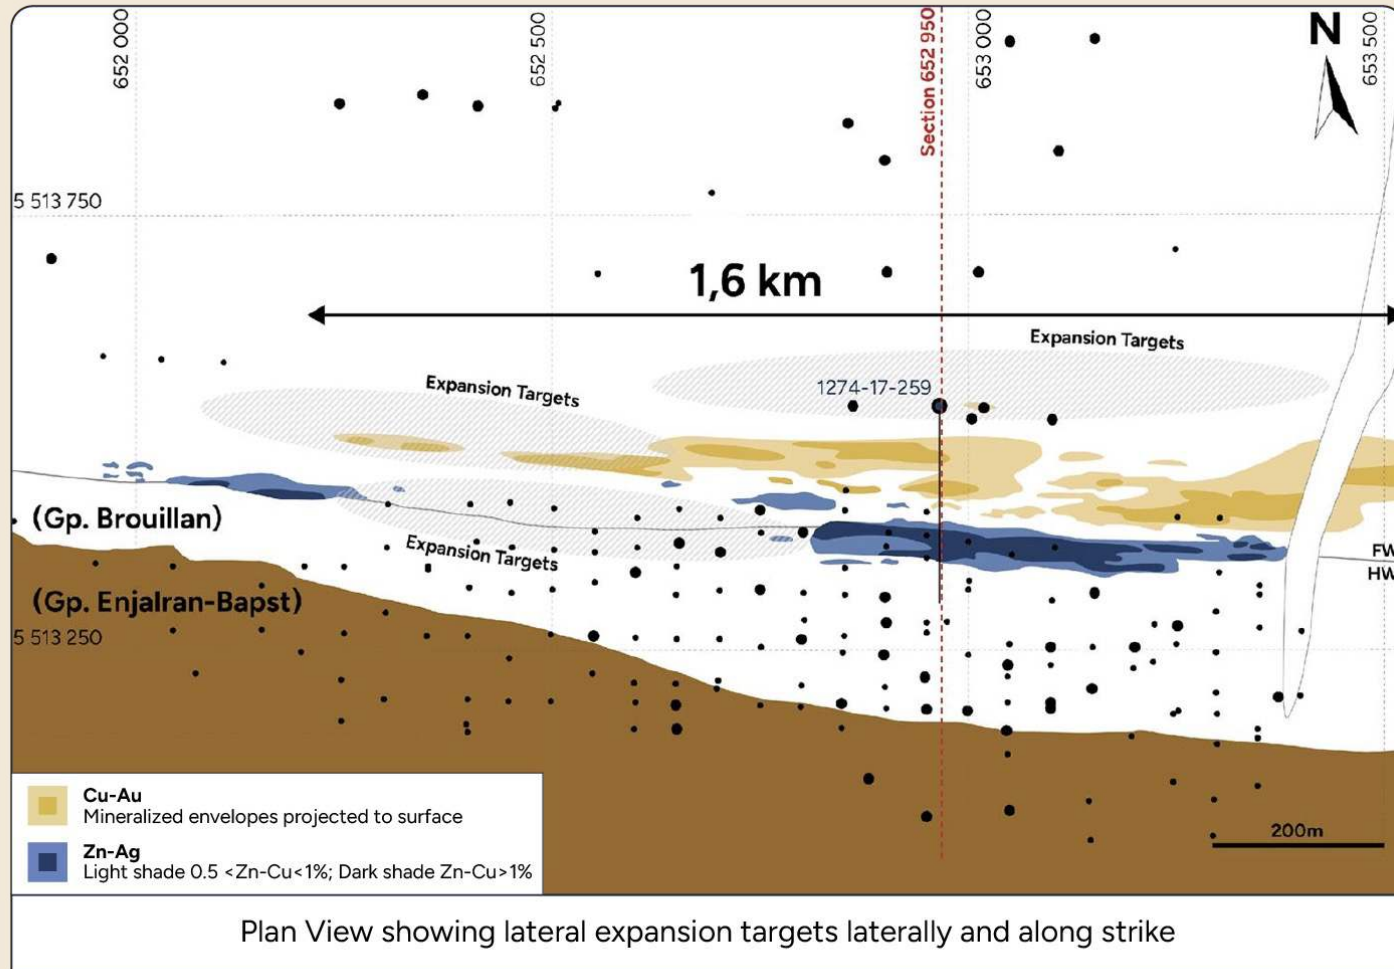 652 000
652 500
Section 652 950
653 000
653 500
N
5 513 750
1,6 km
Expansion Targets
Expansion Targets
1274-17-259
(Gp. Brouillan)
Expansion Targets
FW
HW
(Gp. Enjalran-Bapst)
5 513 250
Cu-Au
Mineralized envelopes projected to surface
Zn-Ag
Light shade 0.5 <Zn-Cu<1%; Dark shade Zn-Cu>1%
200m
Plan View showing lateral expansion targets laterally and along strike